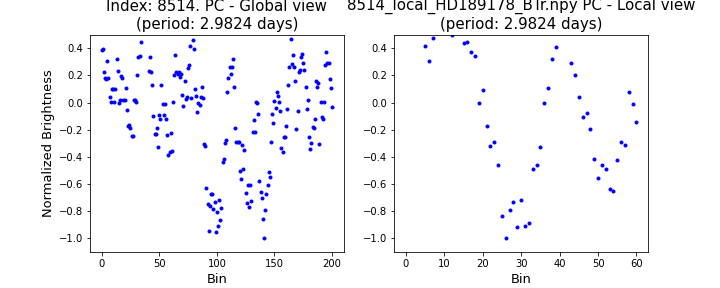 Index: 8514. PC - Global view
(period: 2.9824 days)
8514_local_HD189178_BTr.npy PC - Local view
(period: 2.9824 days)
Normalized Brightness
0.4
0.2
0.0
−0.2
−0.4
−0.6
−0.8
−1.0
0 50 100 150 200
Bin
0.4
0.2
0.0
−0.2
−0.4
−0.6
−0.8
−1.0
0 10 20 30 40 50 60
Bin